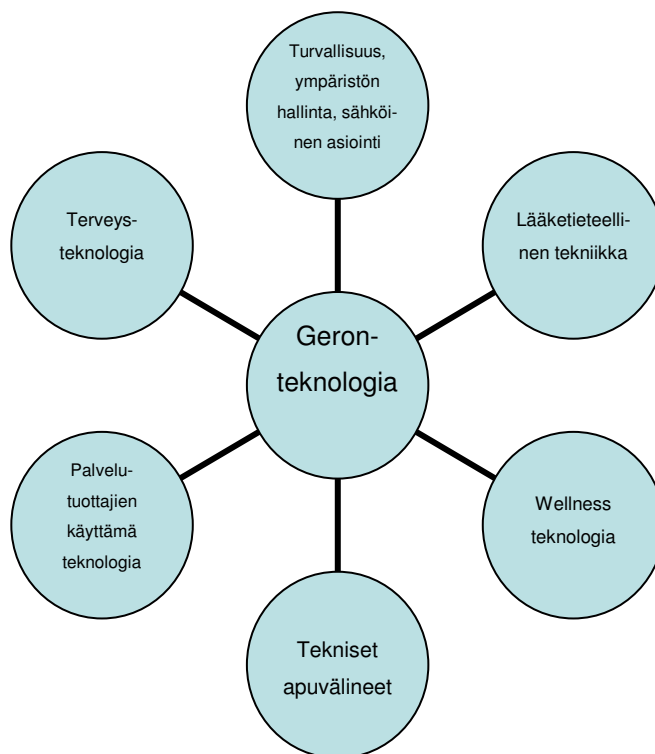 Turvallisuus,
ympäristön
hallinta, sähköi-
nen asiointi
Terveys-
teknologia
Lääketieteelli-
nen tekniikka
Geron-
teknologia
Palvelu-
tuottajien
käyttämä
teknologia
Wellness
teknologia
Tekniset
apuvälineet